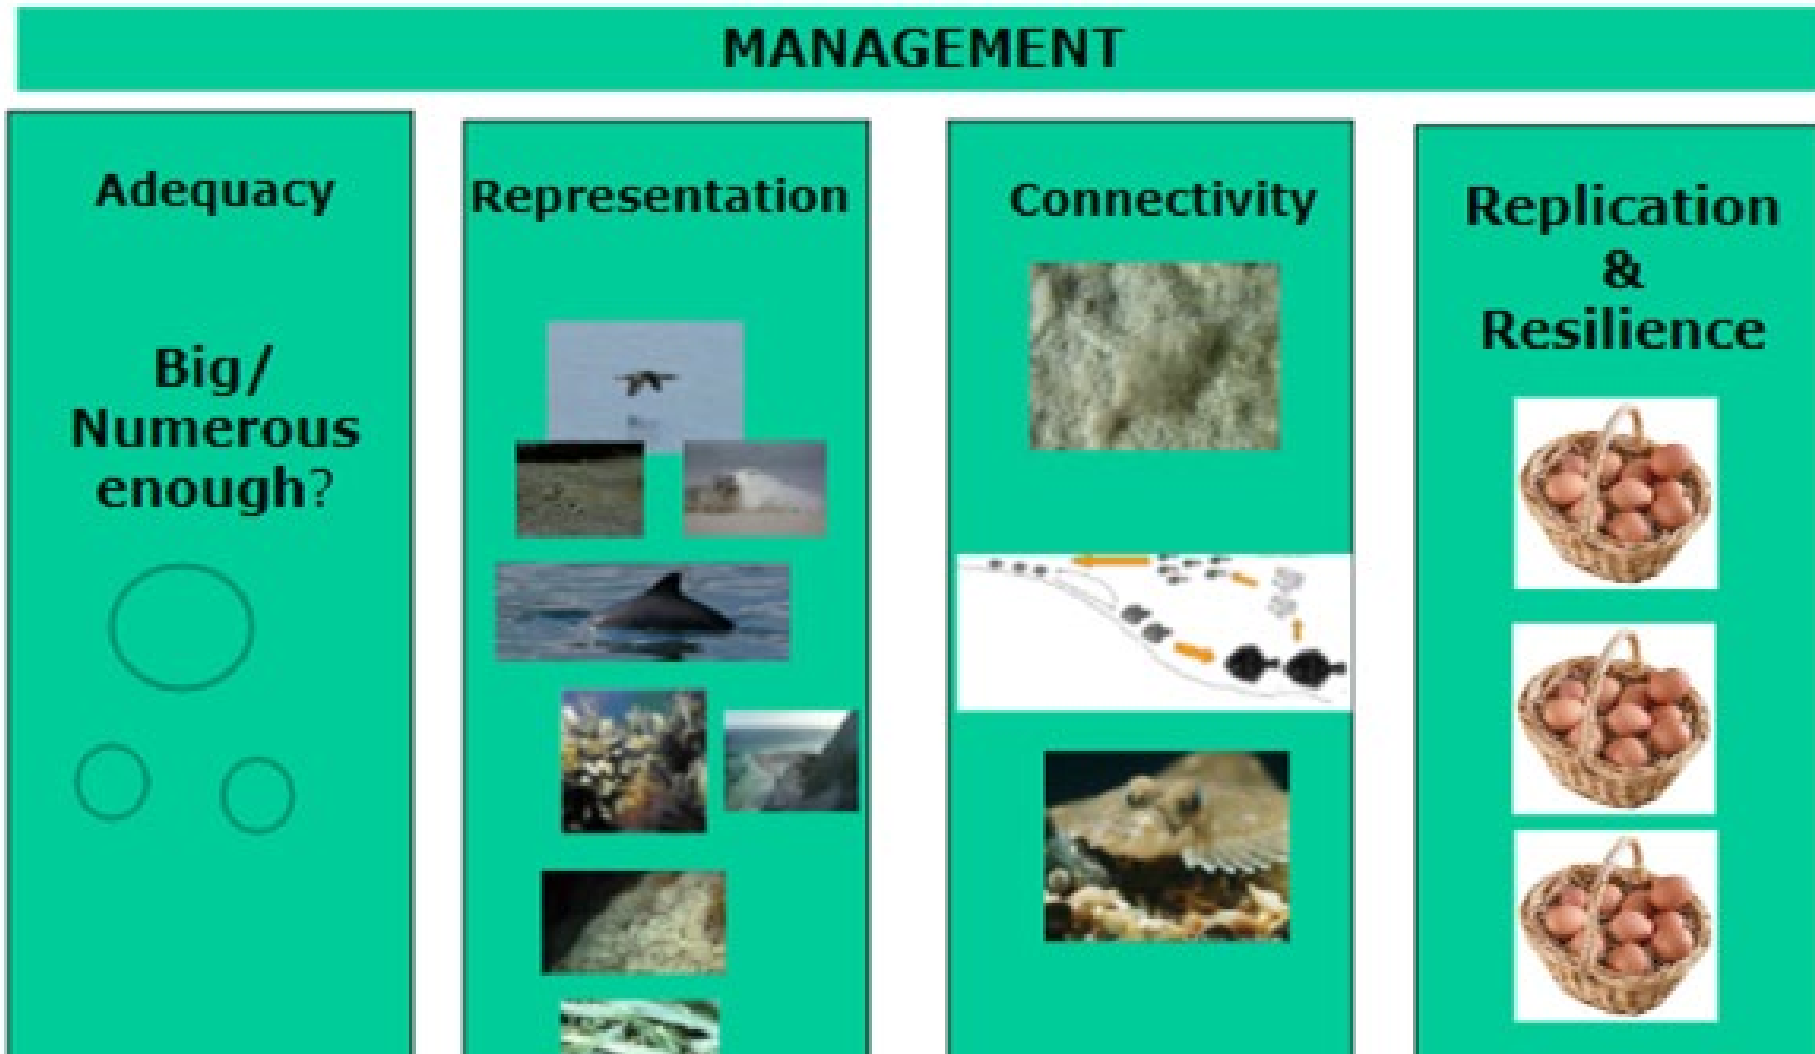 MANAGEMENT
Adequacy
Big/
Numerous
enough?
Representation
Connectivity
Replication
&
Resilience